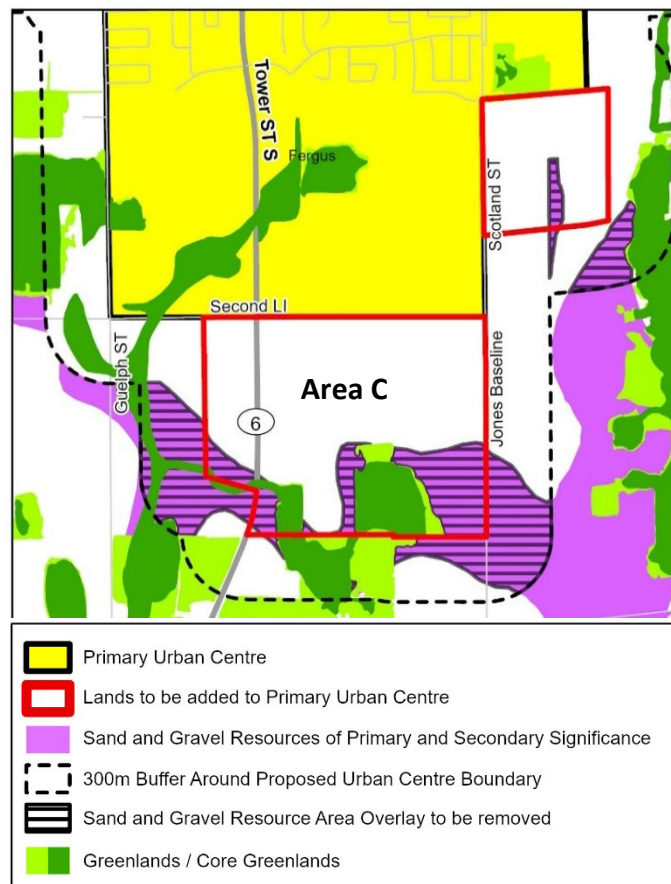 Tower ST S
Fergus
Scotland ST
Second LI
Guelph ST
Area C
Jones Baseline
6
Primary Urban Centre
Lands to be added to Primary Urban Centre
Sand and Gravel Resources of Primary and Secondary Significance
300m Buffer Around Proposed Urban Centre Boundary
Sand and Gravel Resource Area Overlay to be removed
Greenlands / Core Greenlands